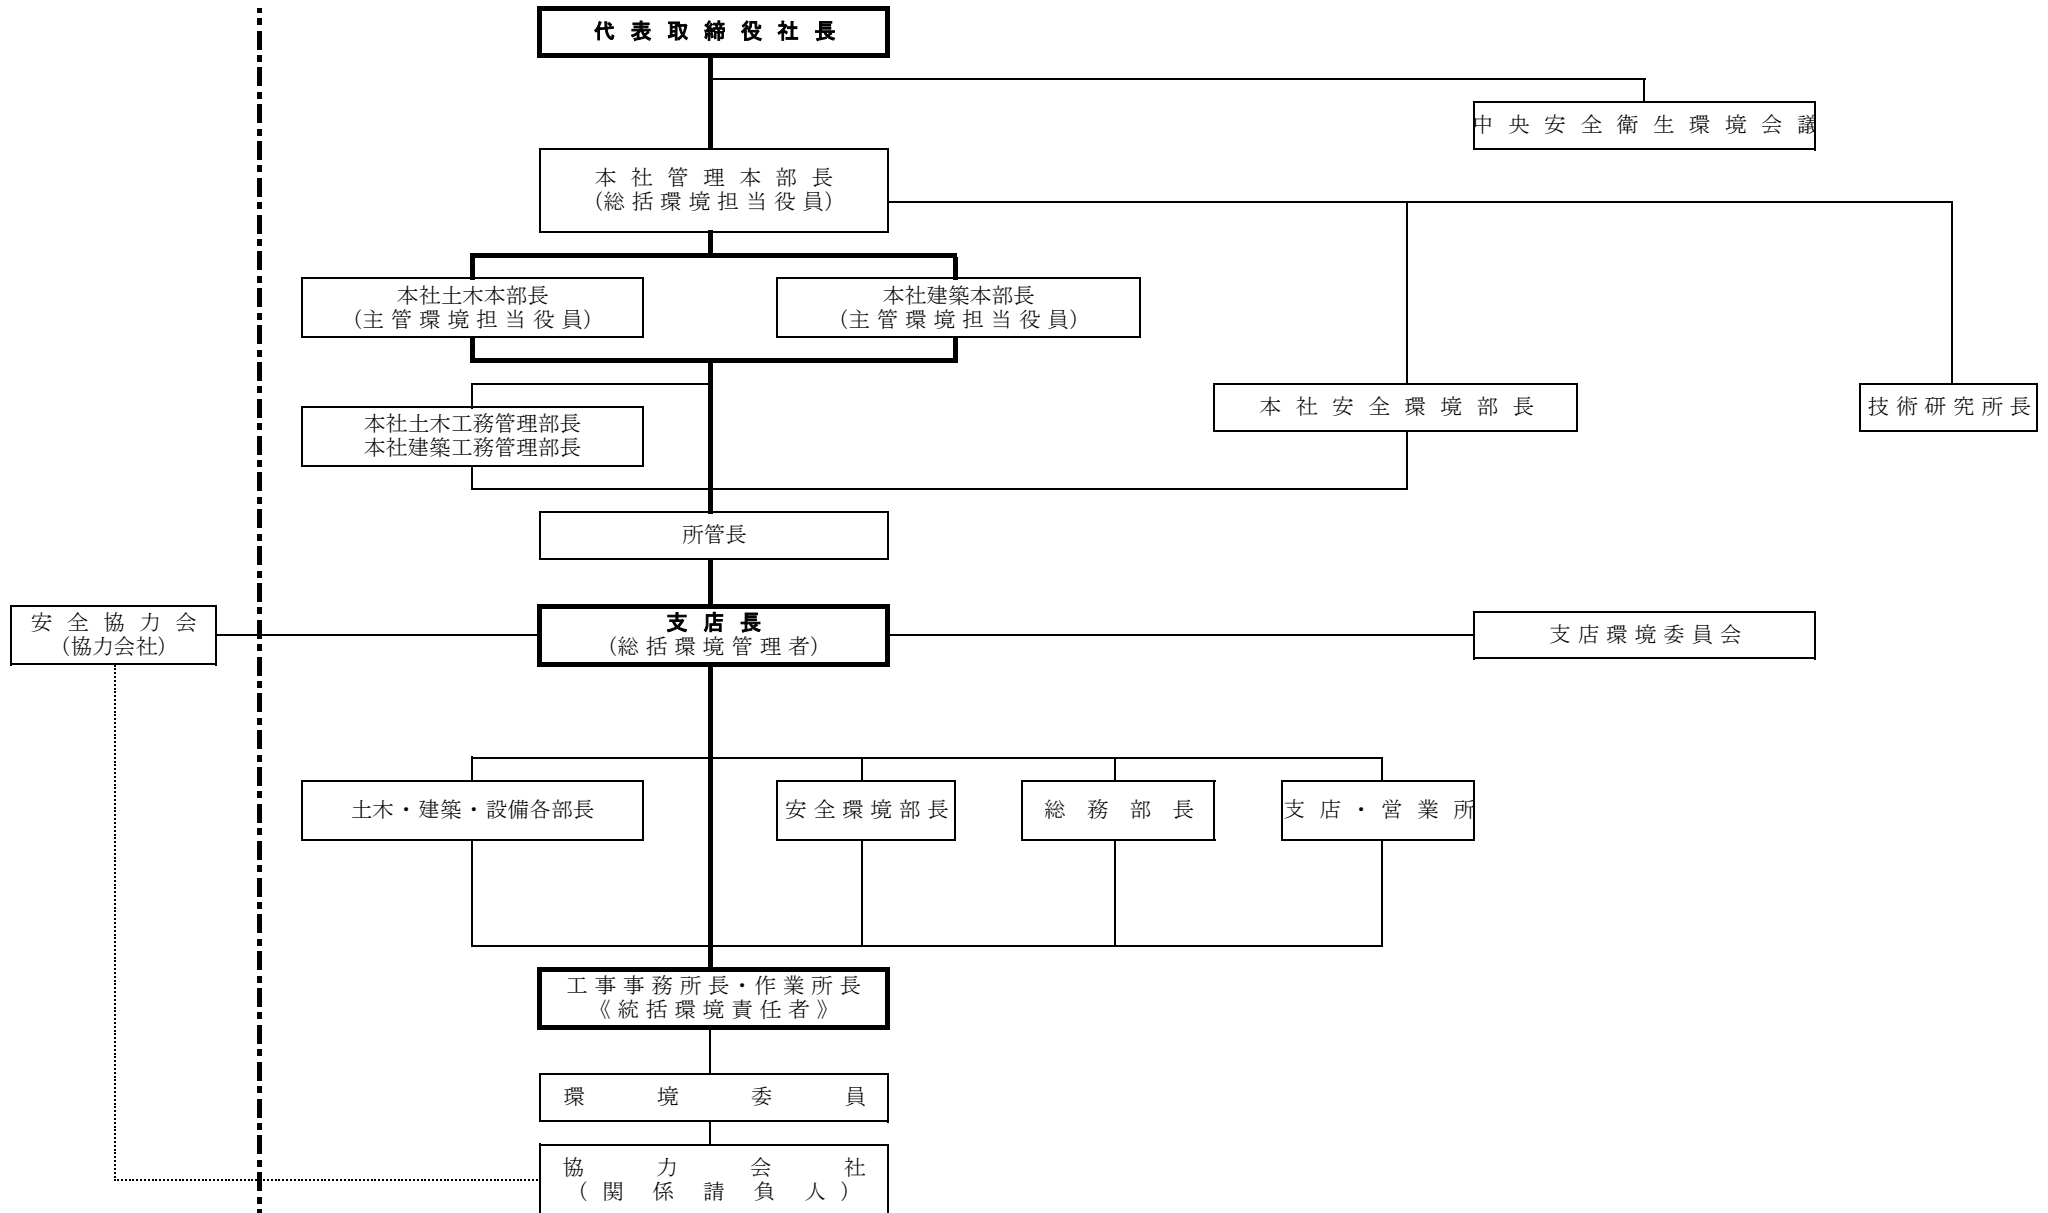 代表取締役社長
中央安全衛生環境会議
本社管理本部長
(総括環境担当役員)
本社土木本部長
(主管環境担当役員)
本社建築本部長
(主管環境担当役員)
本社土木工務管理部長
本社建築工務管理部長
本社安全環境部長
技術研究所長
所管長
安全協力会
(協力会社)
支店長
(総括環境管理者)
支店環境委員会
土木・建築・設備各部長
安全環境部長
総務部長
支店・営業所
工事事務所長・作業所長
《統括環境責任者》
環境委員
協力会社
(関係請負人)